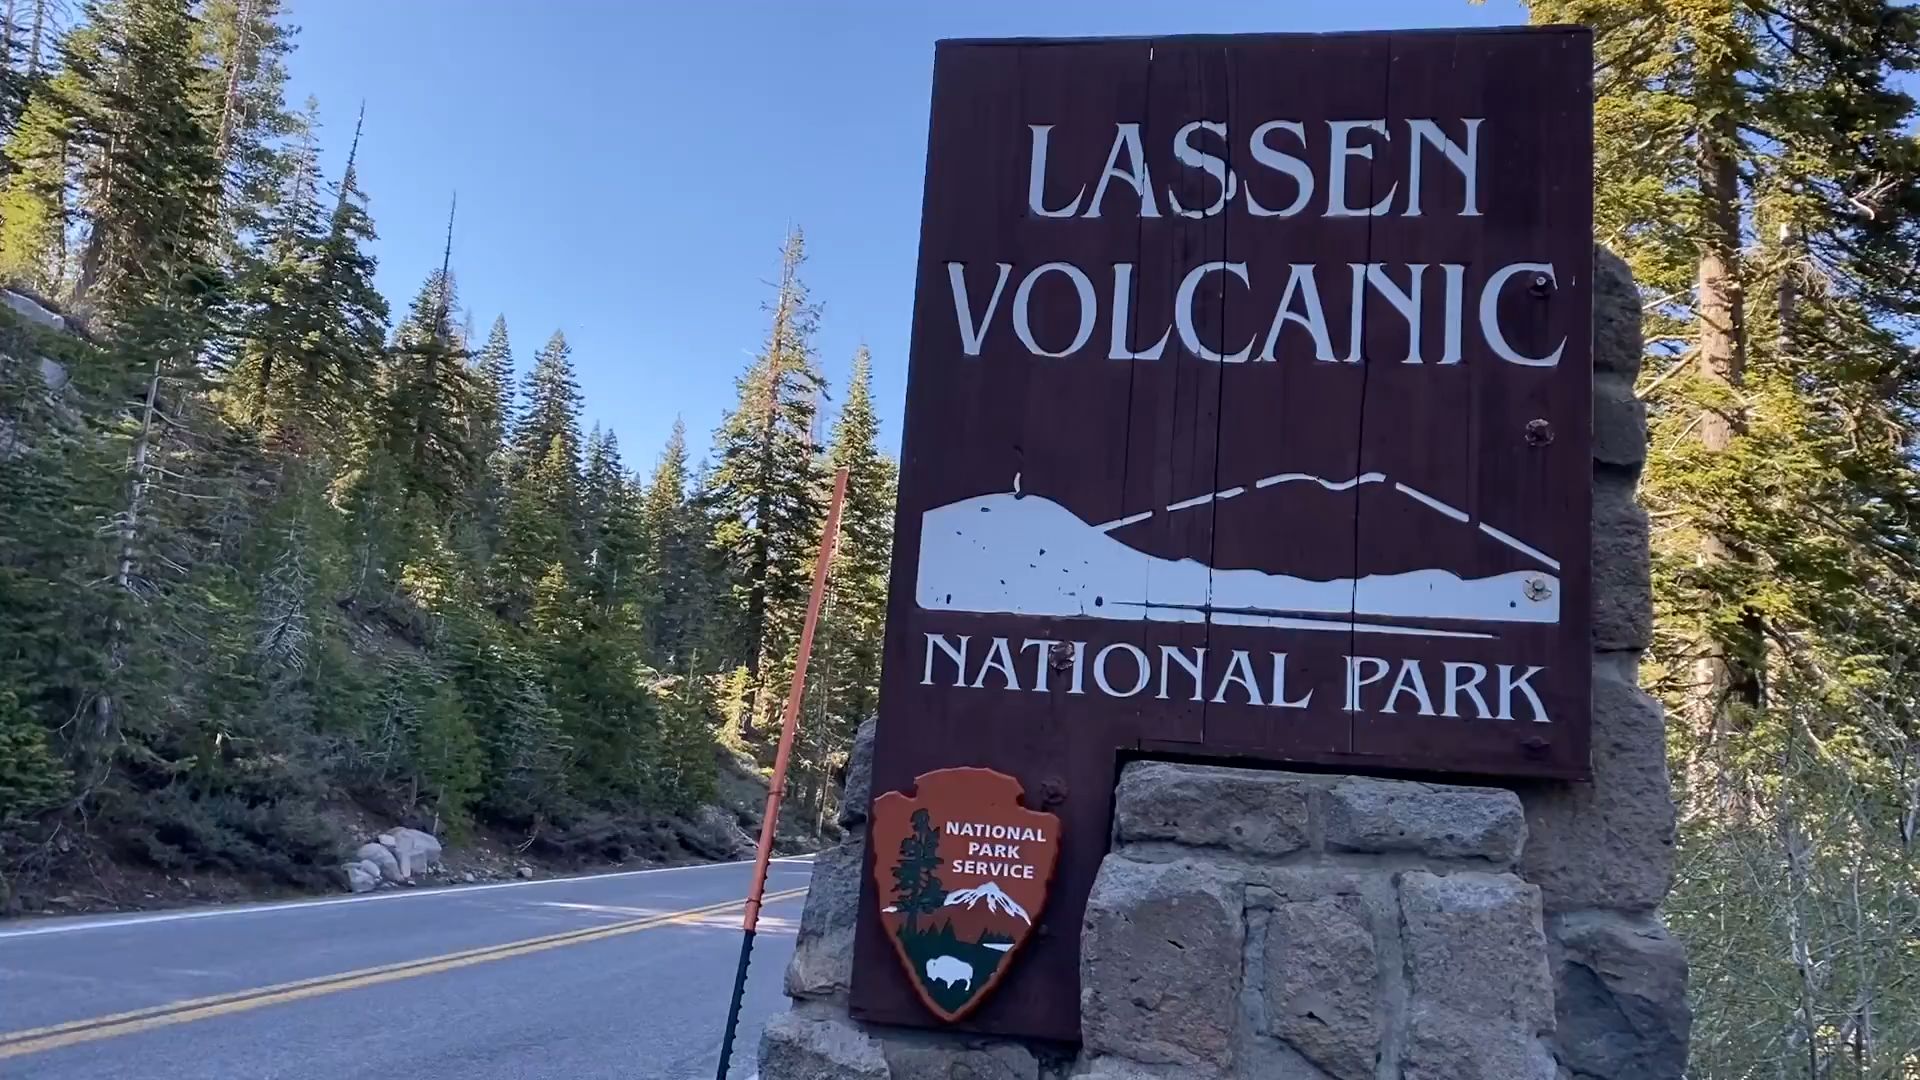 LASSEN
VOLCANIC
NATIONAL PARK
NATIONAL
PARK
SERVICE